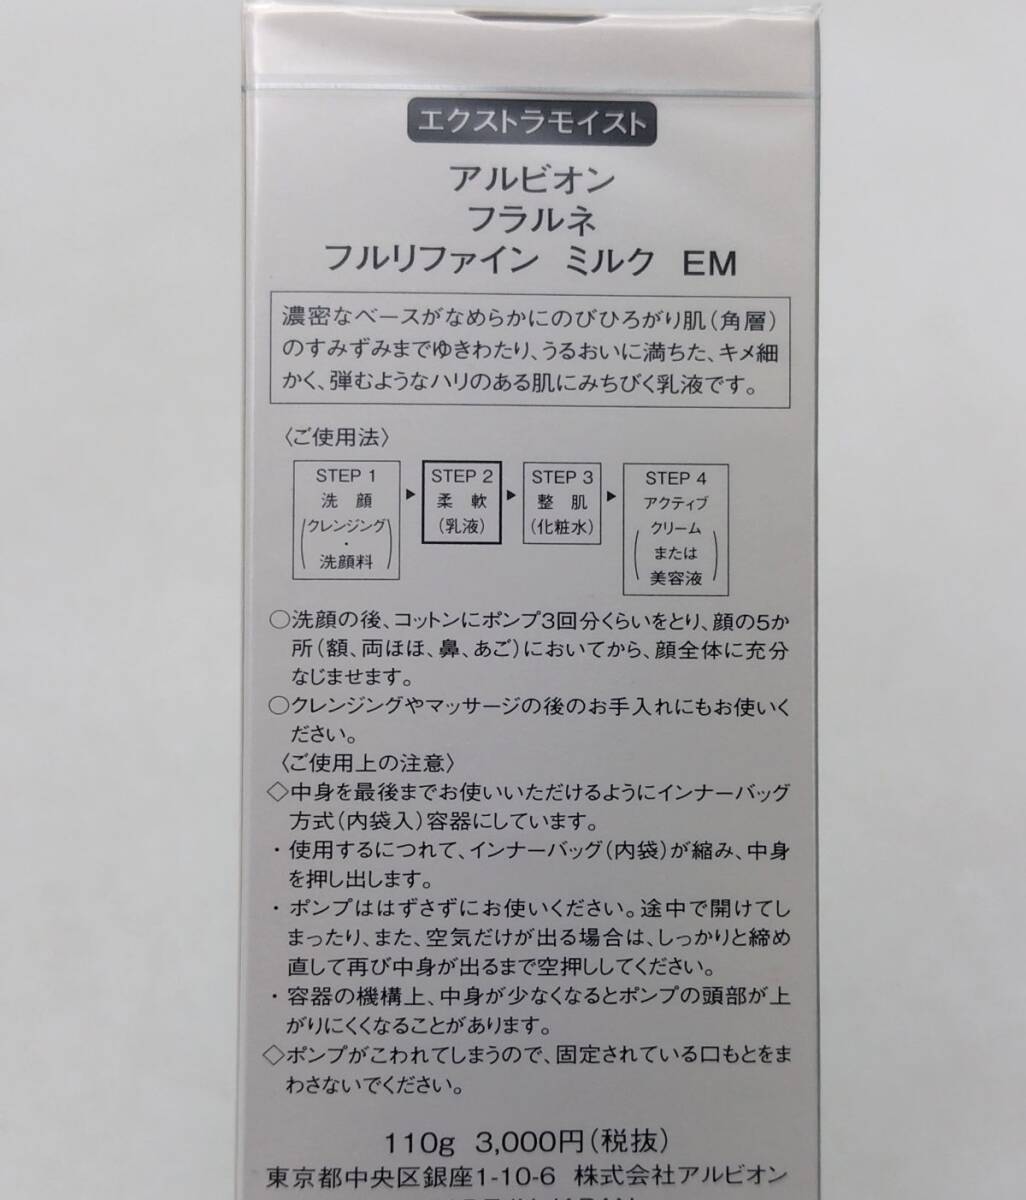 エクストラモイスト
アルビオン
フラルネ
フルリファイン ミルク EM
濃密なベースがなめらかにのびひろがり肌(角層)
のすみずみまでゆきわたり、うるおいに満ちた、キメ細
かく、弾むようなハリのある肌にみちびく乳液です。
〈ご使用法〉
STEP 1
洗 顔
(クレンジング
・
洗顔料)
STEP 2
柔 軟
(乳液)
STEP 3
整 肌
(化粧水)
STEP 4
アクティブ
(クリーム
または
美容液)
○洗顔の後、コットンにポンプ3回分くらいをとり、顔の5か
所(額、両ほほ、鼻、あご)においてから、顔全体に充分
なじませます。
○クレンジングやマッサージの後のお手入れにもお使いく
ださい。
〈ご使用上の注意〉
◇中身を最後までお使いいただけるようにインナーバッグ
方式(内袋入)容器にしています。
・使用するにつれて、インナーバッグ(内袋)が縮み、中身
を押し出します。
・ポンプははずさずにお使いください。途中で開けてし
まったり、また、空気だけが出る場合は、しっかりと締め
直して再び中身が出るまで空押ししてください。
・容器の機構上、中身が少なくなるとポンプの頭部が上
がりにくくなることがあります。
◇ポンプがこわれてしまうので、固定されている口もとをま
わさないでください。
110g 3,000円(税抜)
東京都中央区銀座1-10-6 株式会社アルビオン